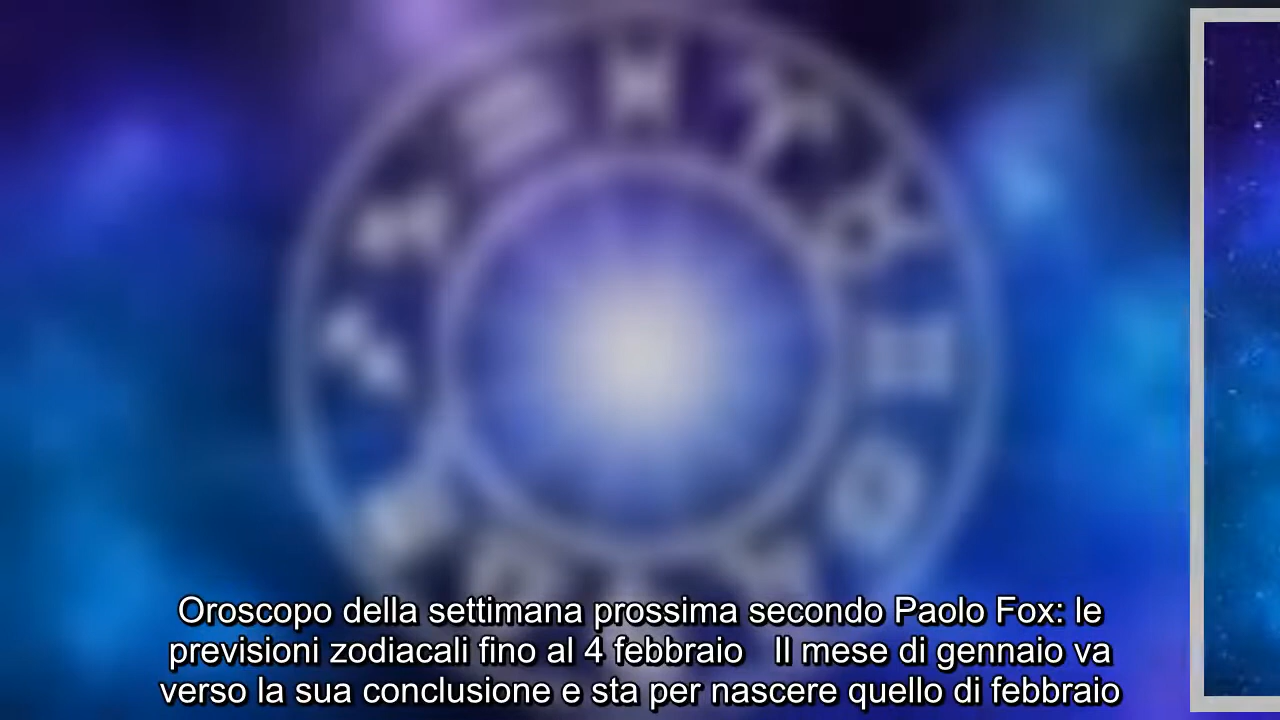 Oroscopo della settimana prossima secondo Paolo Fox: le
previsioni zodiacali fino al 4 febbraio   Il mese di gennaio va
verso la sua conclusione e sta per nascere quello di febbraio